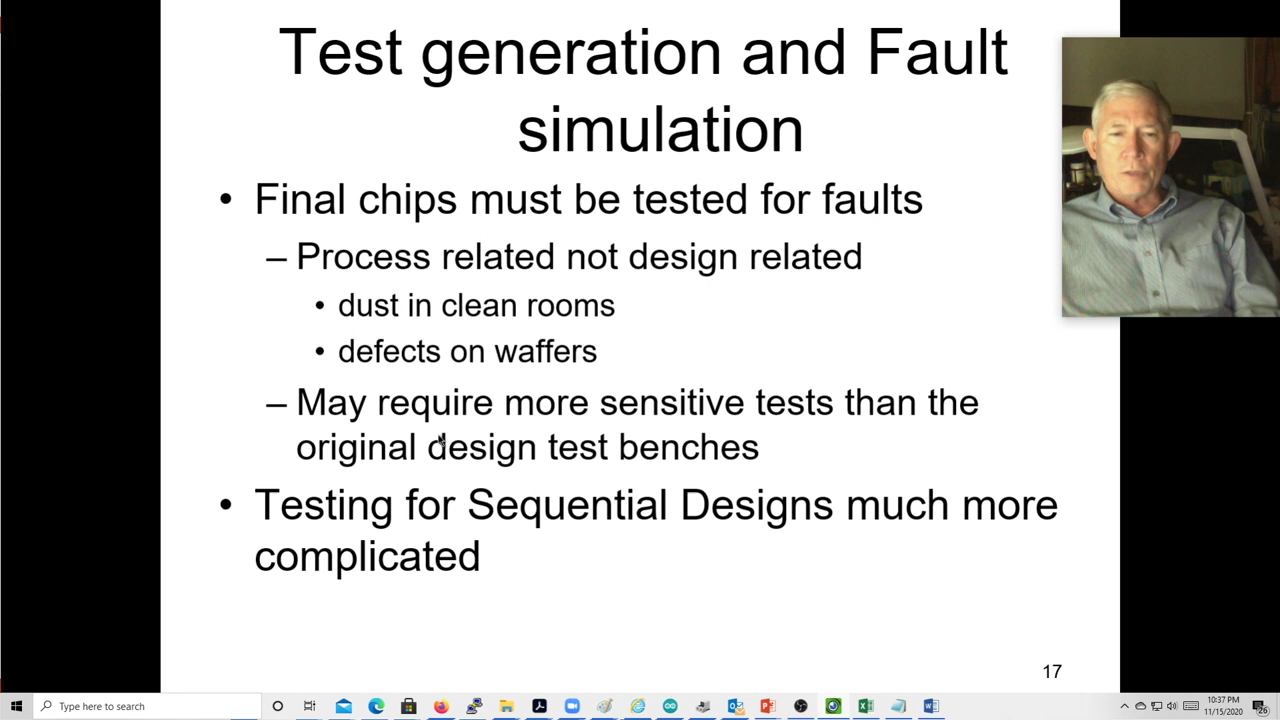 Test generation and Fault
simulation
• Final chips must be tested for faults
– Process related not design related
• dust in clean rooms
• defects on waffers
– May require more sensitive tests than the
original design test benches
• Testing for Sequential Designs much more
complicated
17
Type here to search
10:37 PM
11/15/2020
26